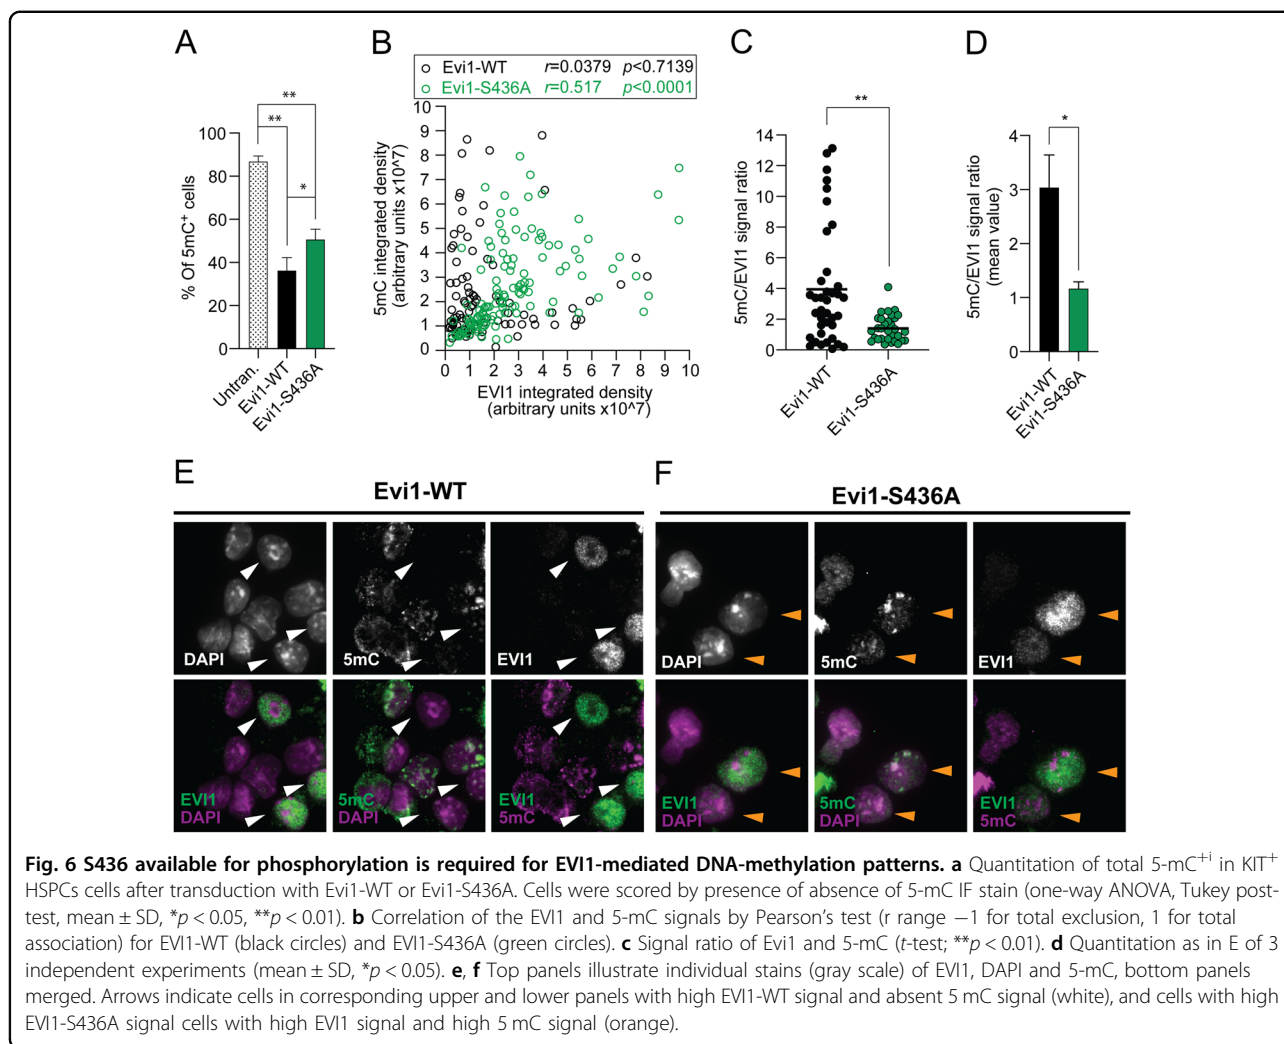 A
B
C
D
Evi1-WT r=0.0379 p<0.7139
Evi1-S436A r=0.517 p<0.0001
** 
**
*
% Of 5mC+ cells
100
80
60
40
20
0
Untran.
Evi1-WT
Evi1-S436A
5mC integrated density
(arbitrary units x10^7)
10
9
8
7
6
5
4
3
2
1
0
0 1 2 3 4 5 6 7 8 9 10
EVI1 integrated density
(arbitrary units x10^7)
**
5mC/EVI1 signal ratio
14
12
10
8
6
4
2
0
Evi1-WT
Evi1-S436A
*
5mC/EVI1 signal ratio
(mean value)
4
3
2
1
0
Evi1-WT
Evi1-S436A
E
Evi1-WT
DAPI
5mC
EVI1
EVI1
DAPI
5mC
DAPI
EVI1
5mC
F
Evi1-S436A
DAPI
5mC
EVI1
EVI1
DAPI
5mC
DAPI
EVI1
5mC
Fig. 6 S436 available for phosphorylation is required for EVI1-mediated DNA-methylation patterns. a Quantitation of total 5-mC+i in KIT+
HSPCs cells after transduction with Evi1-WT or Evi1-S436A. Cells were scored by presence of absence of 5-mC IF stain (one-way ANOVA, Tukey post-
test, mean ± SD, *p < 0.05, **p < 0.01). b Correlation of the EVI1 and 5-mC signals by Pearson's test (r range −1 for total exclusion, 1 for total
association) for EVI1-WT (black circles) and EVI1-S436A (green circles). c Signal ratio of Evi1 and 5-mC (t-test; **p < 0.01). d Quantitation as in E of 3
independent experiments (mean ± SD, *p < 0.05). e, f Top panels illustrate individual stains (gray scale) of EVI1, DAPI and 5-mC, bottom panels
merged. Arrows indicate cells in corresponding upper and lower panels with high EVI1-WT signal and absent 5 mC signal (white), and cells with high
EVI1-S436A signal cells with high EVI1 signal and high 5 mC signal (orange).